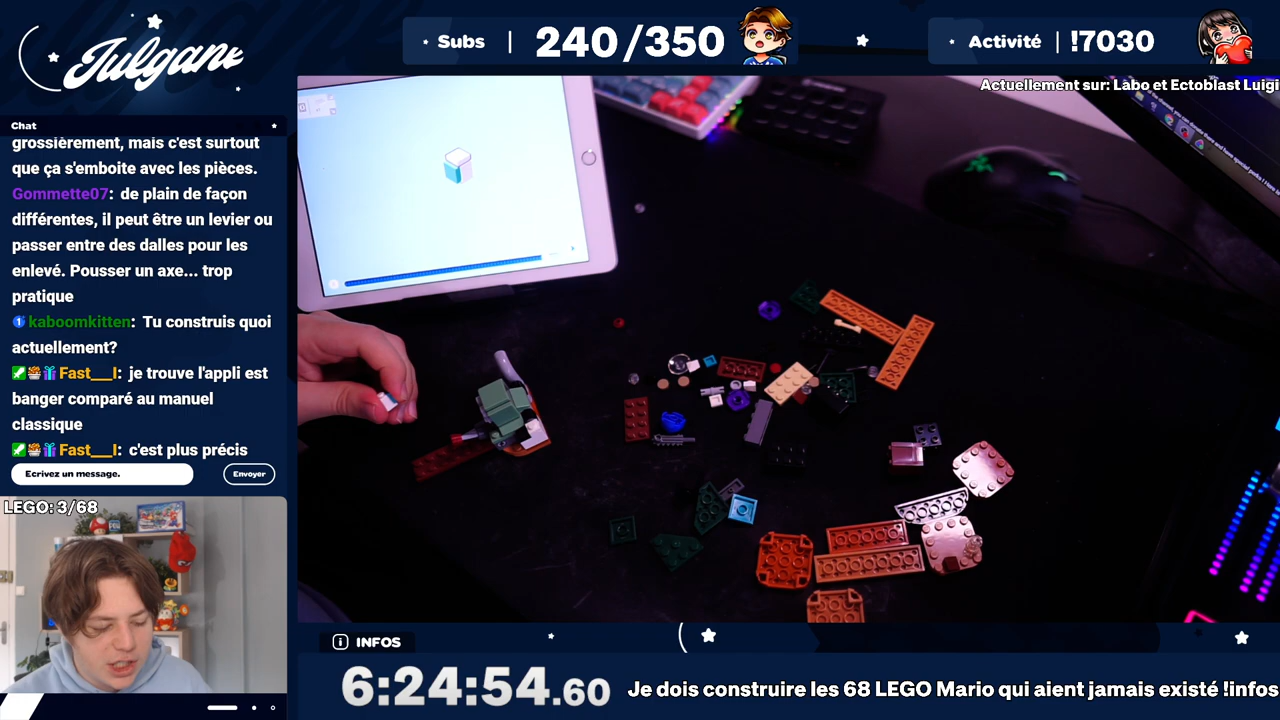 Julgane
Subs | 240/350
Activité | !7030
Actuellement sur: Labo et Ectoblast Luigi
Chat
grossièrement, mais c'est surtout
que ça s'emboite avec les pièces.
Gommette07: de plain de façon
différentes, il peut être un levier ou
passer entre des dalles pour les
enlevé. Pousser un axe... trop
pratique
kaboomkitten: Tu construis quoi
actuellement?
Fast___l: je trouve l'appli est
banger comparé au manuel
classique
Fast___l: c'est plus précis
Ecrivez un message.
Envoyer
LEGO: 3/68
INFOS
6:24:54.60
Je dois construire les 68 LEGO Mario qui aient jamais existé !infos